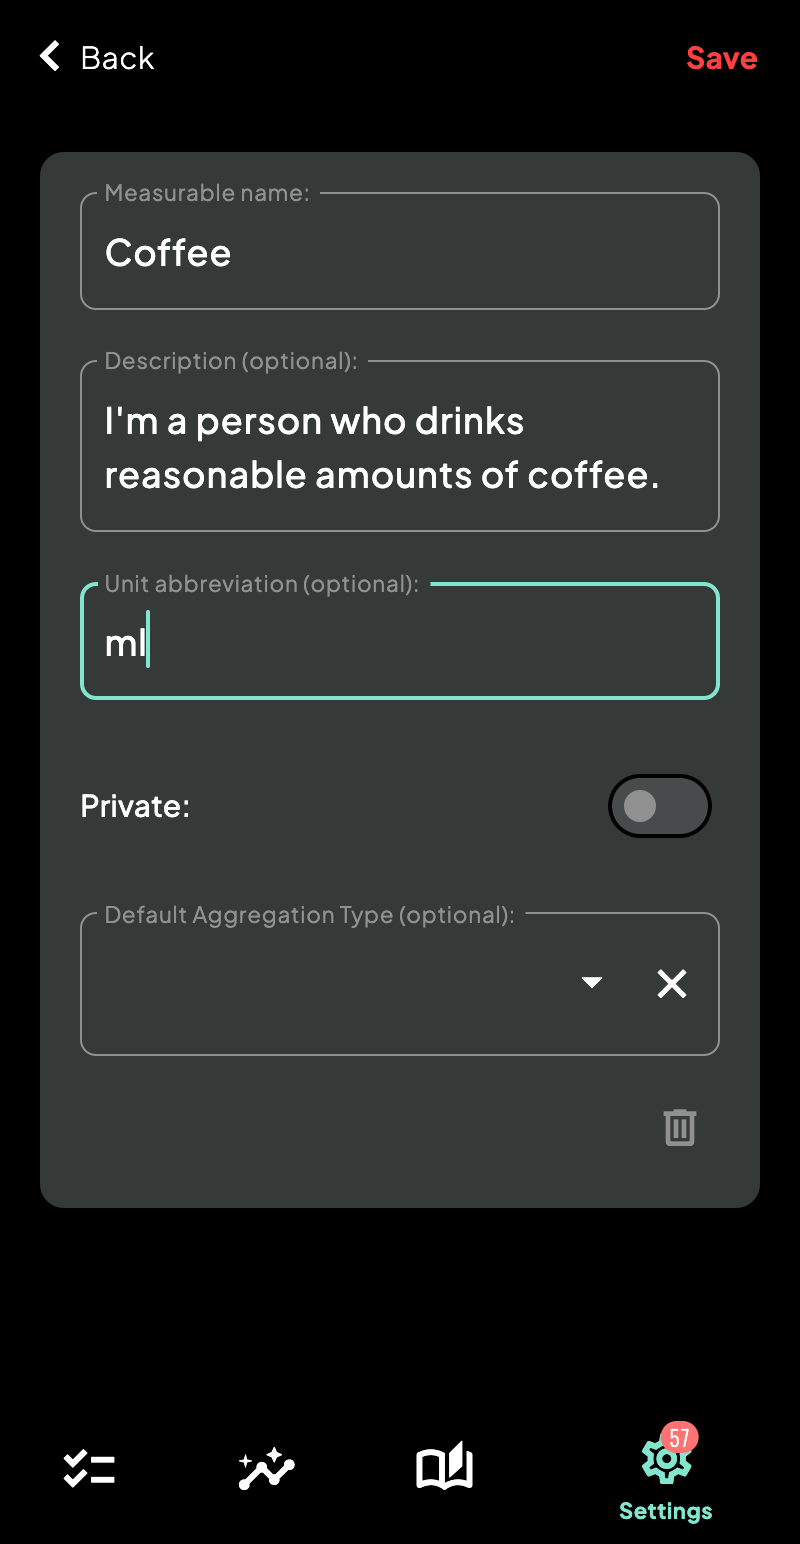 Back
Save
Measurable name:
Coffee
Description (optional):
I'm a person who drinks
reasonable amounts of coffee.
Unit abbreviation (optional):
ml
Private:
Default Aggregation Type (optional):
57
Settings